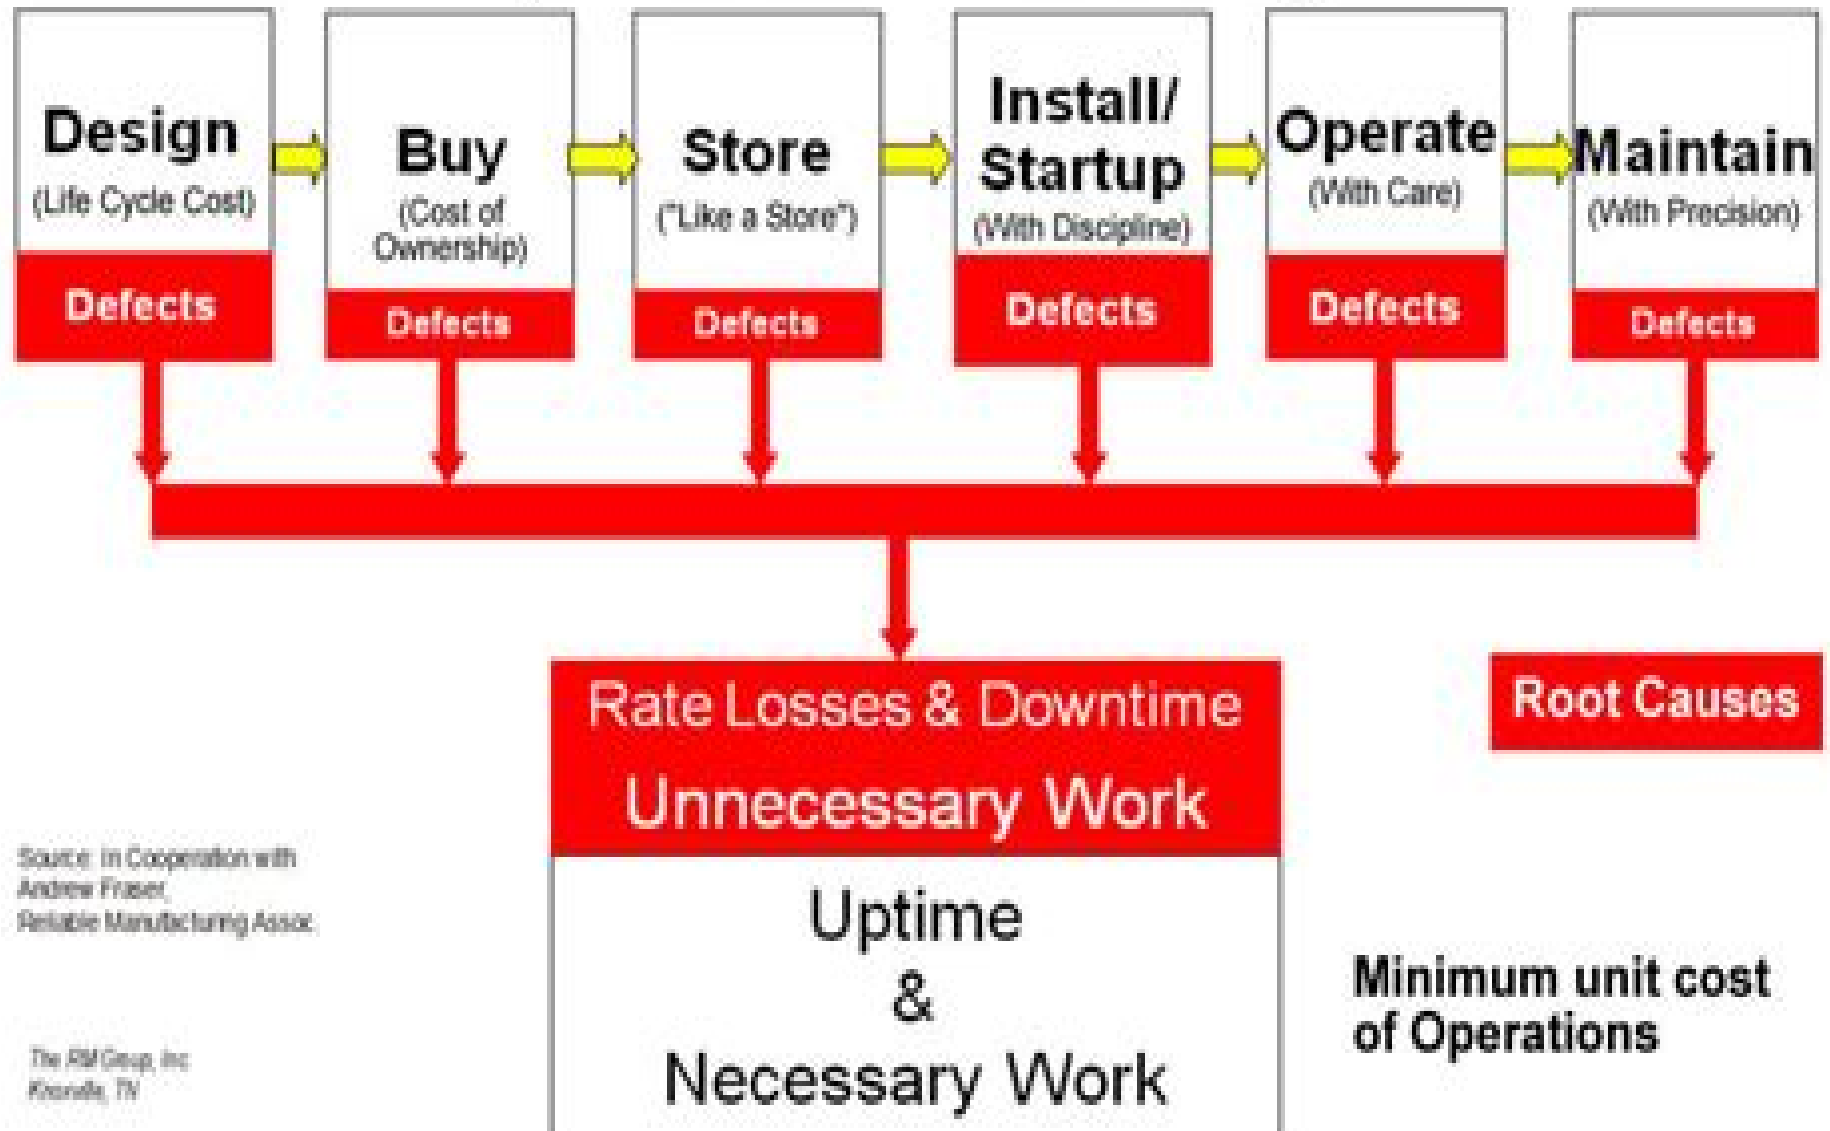 Design
(Life Cycle Cost)
Defects
Buy
(Cost of
Ownership)
Defects
Store
("Like a Store")
Defects
Install/
Startup
(With Discipline)
Defects
Operate
(With Care)
Defects
Maintain
(With Precision)
Defects
Rate Losses & Downtime
Unnecessary Work
Root Causes
Uptime
&
Necessary Work
Minimum unit cost
of Operations
Source: In Cooperation with
Andrew Fraser,
Reliable Manufacturing Assoc.
The RM Group, Inc
Knoxville, TN